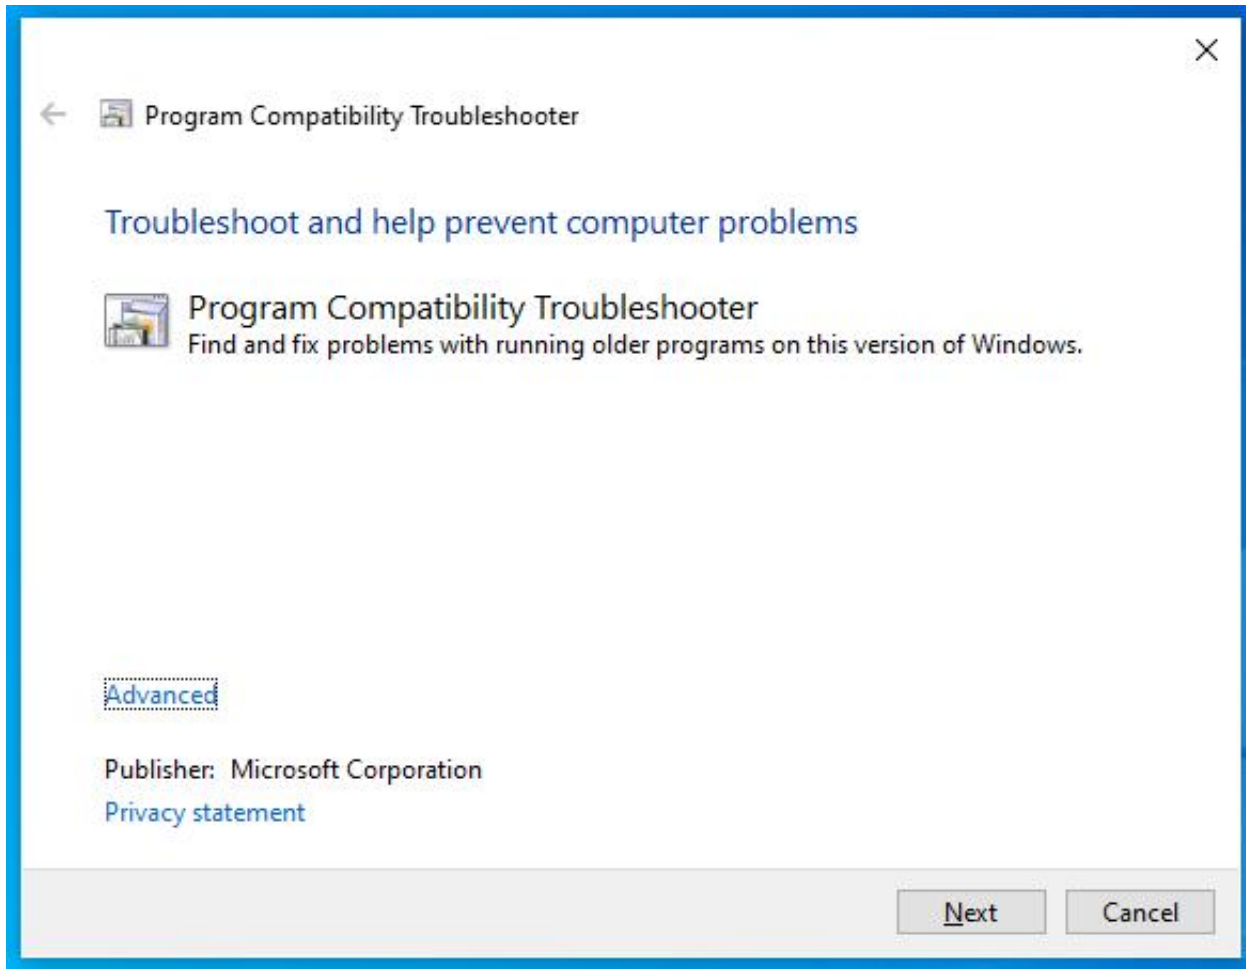 Program Compatibility Troubleshooter
Troubleshoot and help prevent computer problems
Program Compatibility Troubleshooter
Find and fix problems with running older programs on this version of Windows.
Advanced
Publisher: Microsoft Corporation
Privacy statement
Next
Cancel